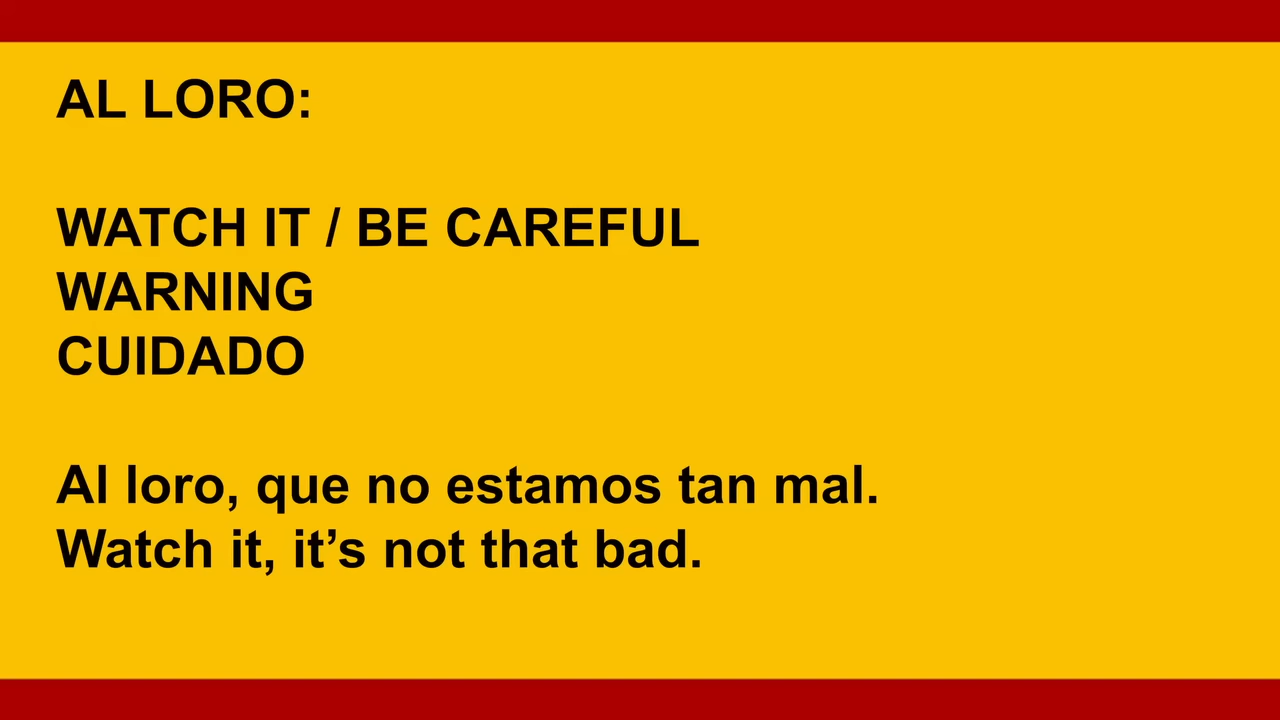 AL LORO:
WATCH IT / BE CAREFUL
WARNING
CUIDADO
Al loro, que no estamos tan mal.
Watch it, it’s not that bad.